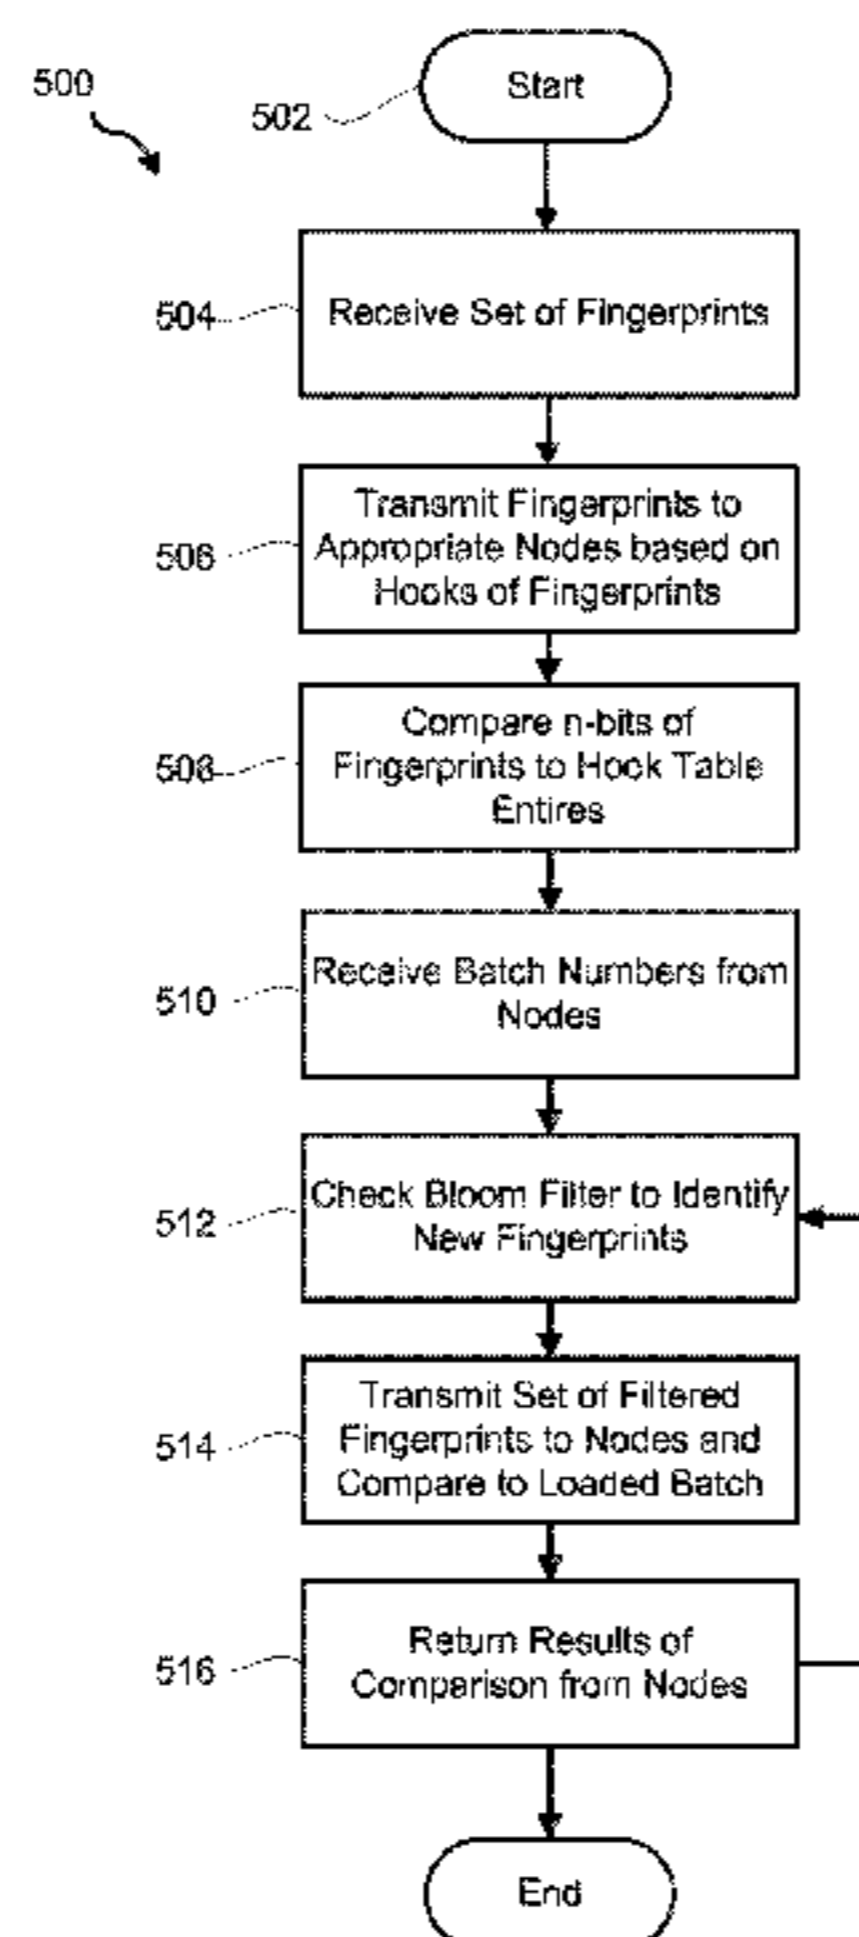 500
502
Start
504
Receive Set of Fingerprints
506
Transmit Fingerprints to
Appropriate Nodes based on
Hooks of Fingerprints
508
Compare n-bits of
Fingerprints to Hook Table
Entires
510
Receive Batch Numbers from
Nodes
512
Check Bloom Filter to Identify
New Fingerprints
514
Transmit Set of Filtered
Fingerprints to Nodes and
Compare to Loaded Batch
516
Return Results of
Comparison from Nodes
End